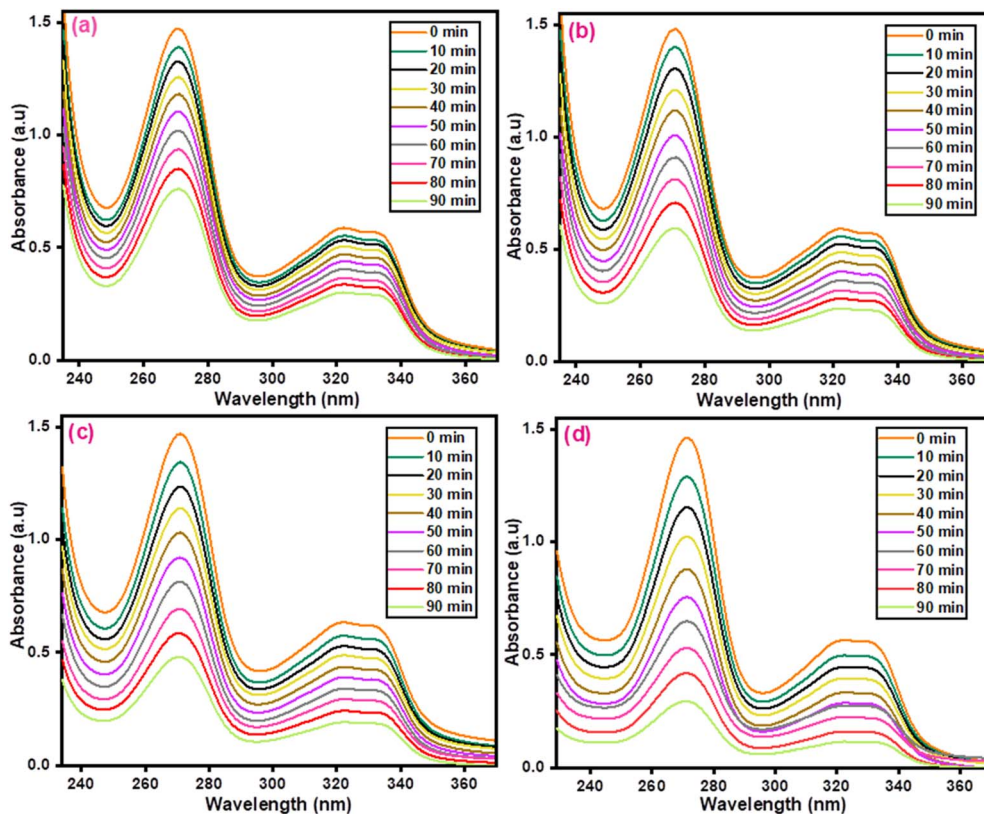 (a)
0 min
10 min
20 min
30 min
40 min
50 min
60 min
70 min
80 min
90 min
1.5
1.0
0.5
0.0
Absorbance (a.u)
240 260 280 300 320 340 360
Wavelength (nm)
(b)
0 min
10 min
20 min
30 min
40 min
50 min
60 min
70 min
80 min
90 min
1.5
1.0
0.5
0.0
Absorbance (a.u)
240 260 280 300 320 340 360
Wavelength (nm)
(c)
0 min
10 min
20 min
30 min
40 min
50 min
60 min
70 min
80 min
90 min
1.5
1.0
0.5
0.0
Absorbance (a.u)
240 260 280 300 320 340 360
Wavelength (nm)
(d)
0 min
10 min
20 min
30 min
40 min
50 min
60 min
70 min
80 min
90 min
1.5
1.0
0.5
0.0
Absorbance (a.u)
240 260 280 300 320 340 360
Wavelength (nm)